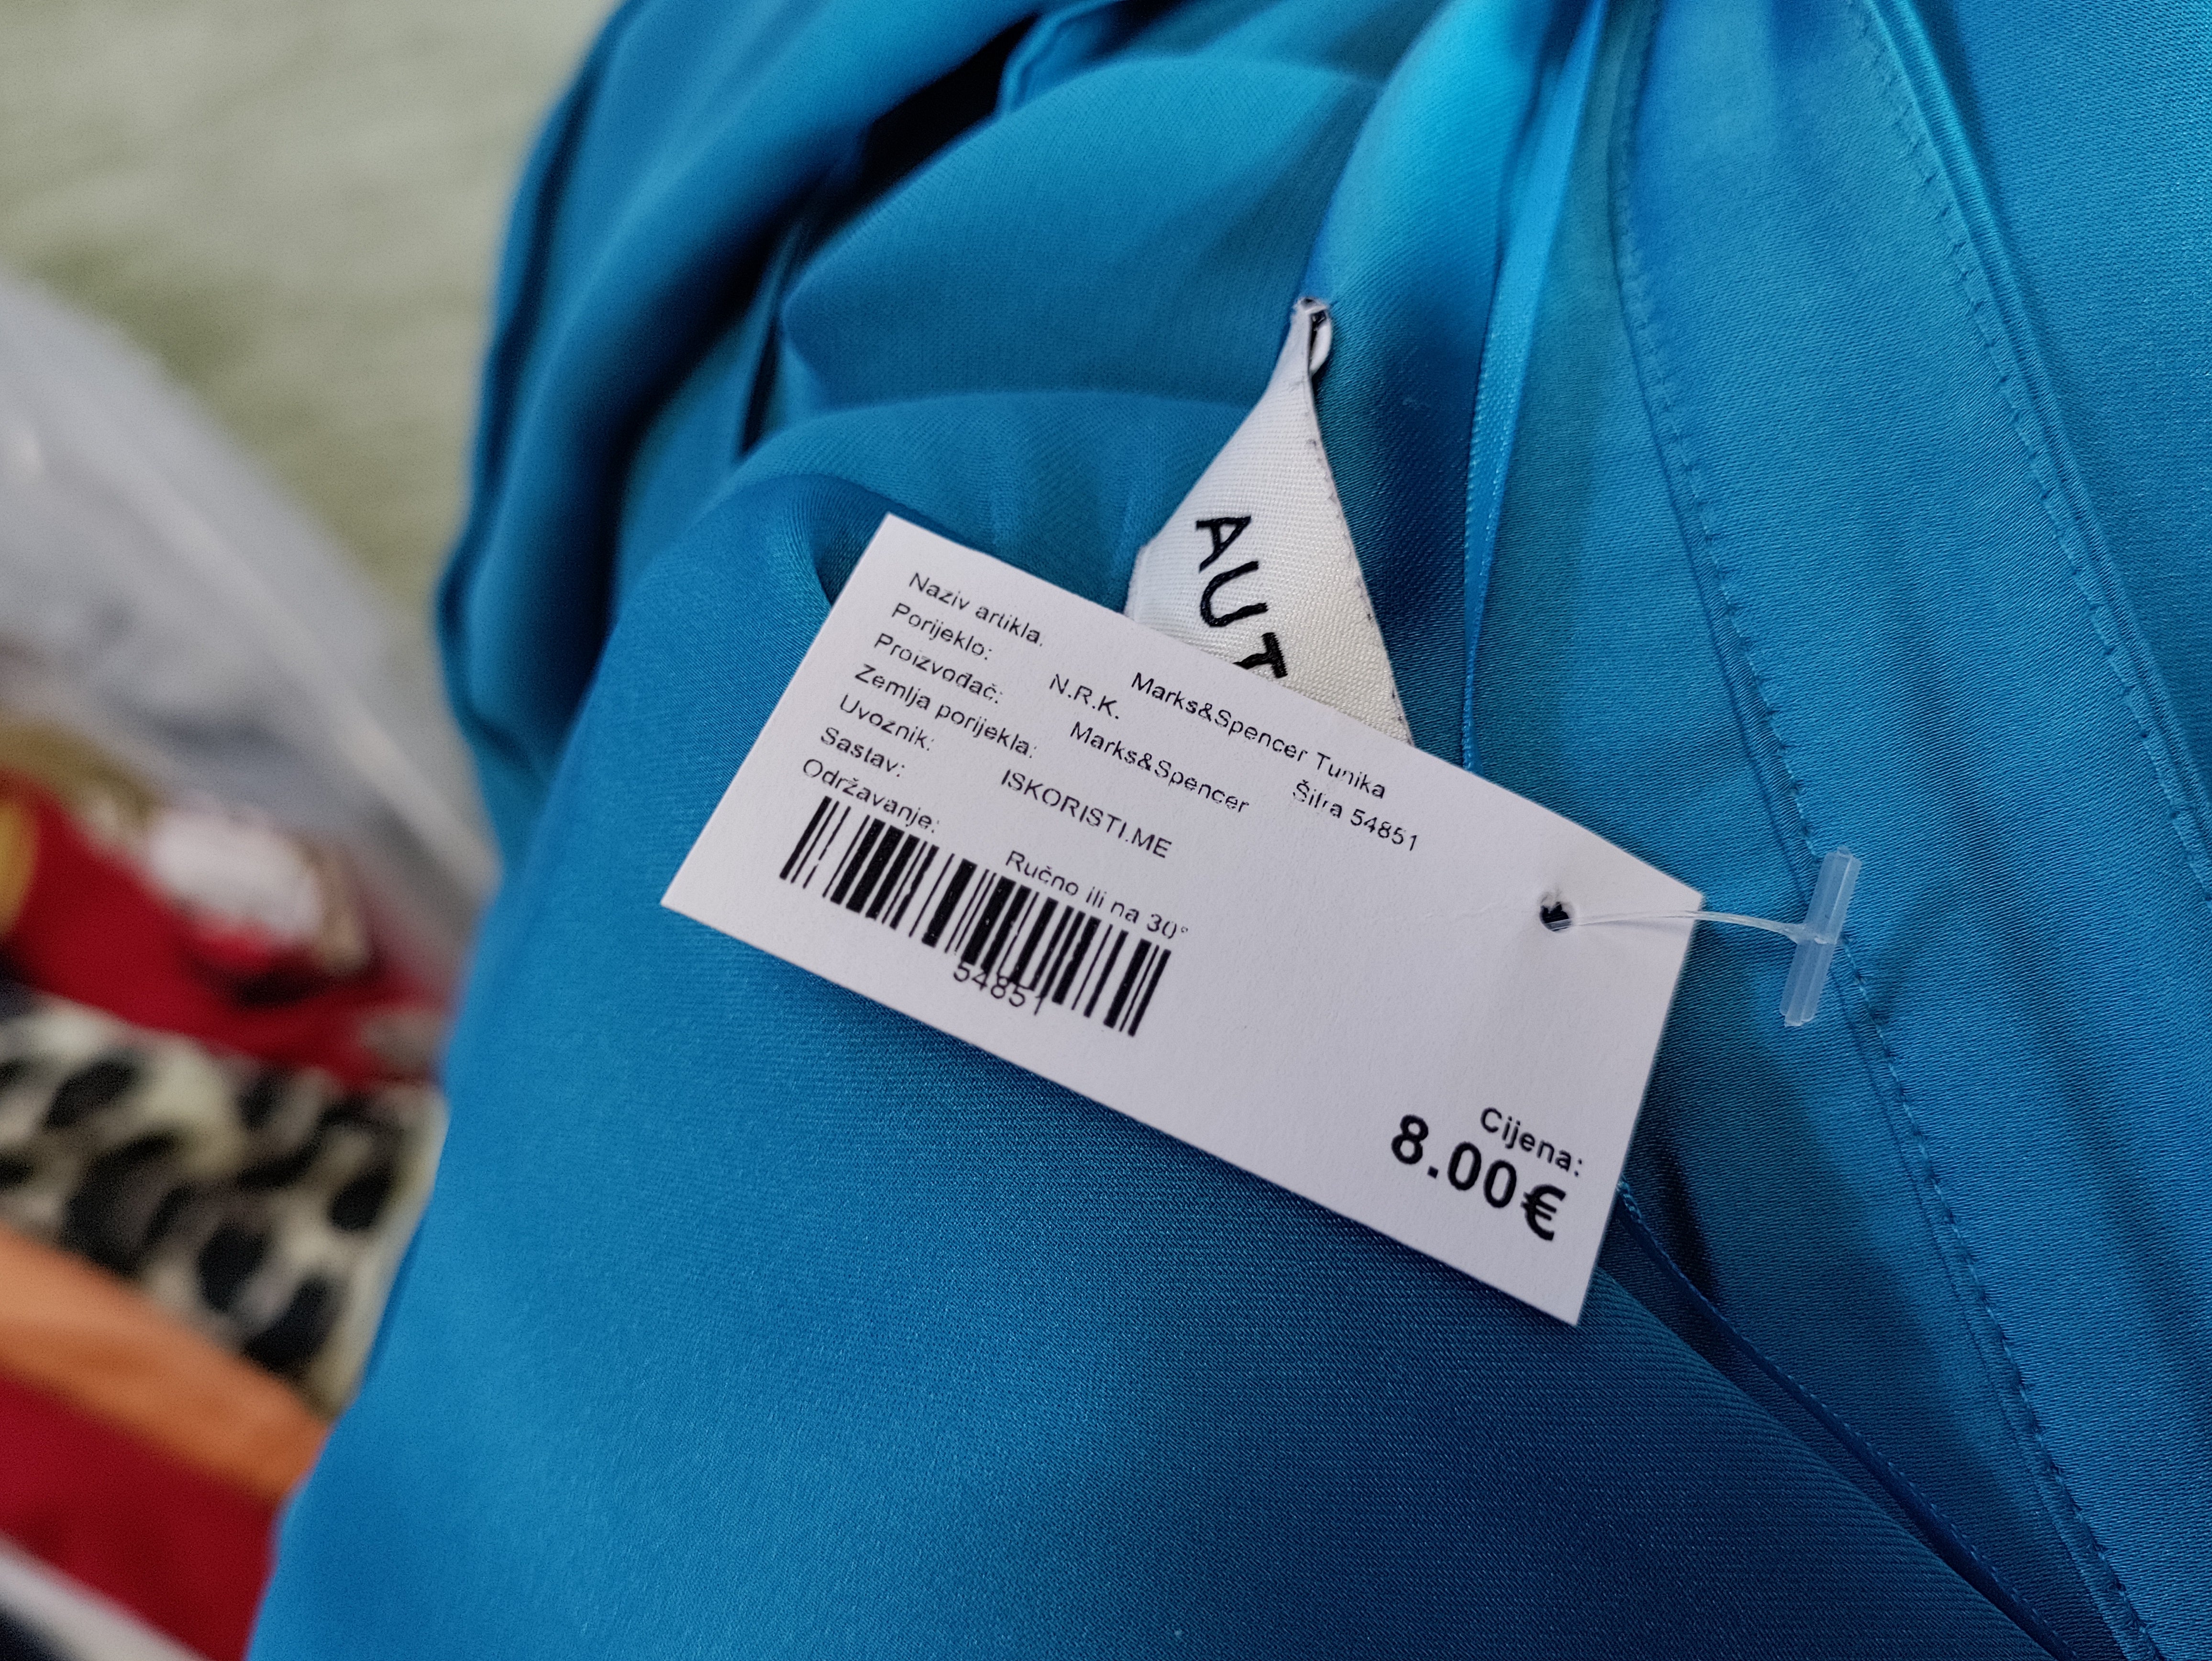 AUT
Naziv artikla: Marks&Spencer Tunika
Porijeklo: N.R.K. Šifra 54851
Proizvođač: Marks&Spencer
Zemlja porijekla:
Uvoznik: ISKORISTI.ME
Sastav:
Održavanje: Ručno ili na 30°
54851
Cijena:
8.00€